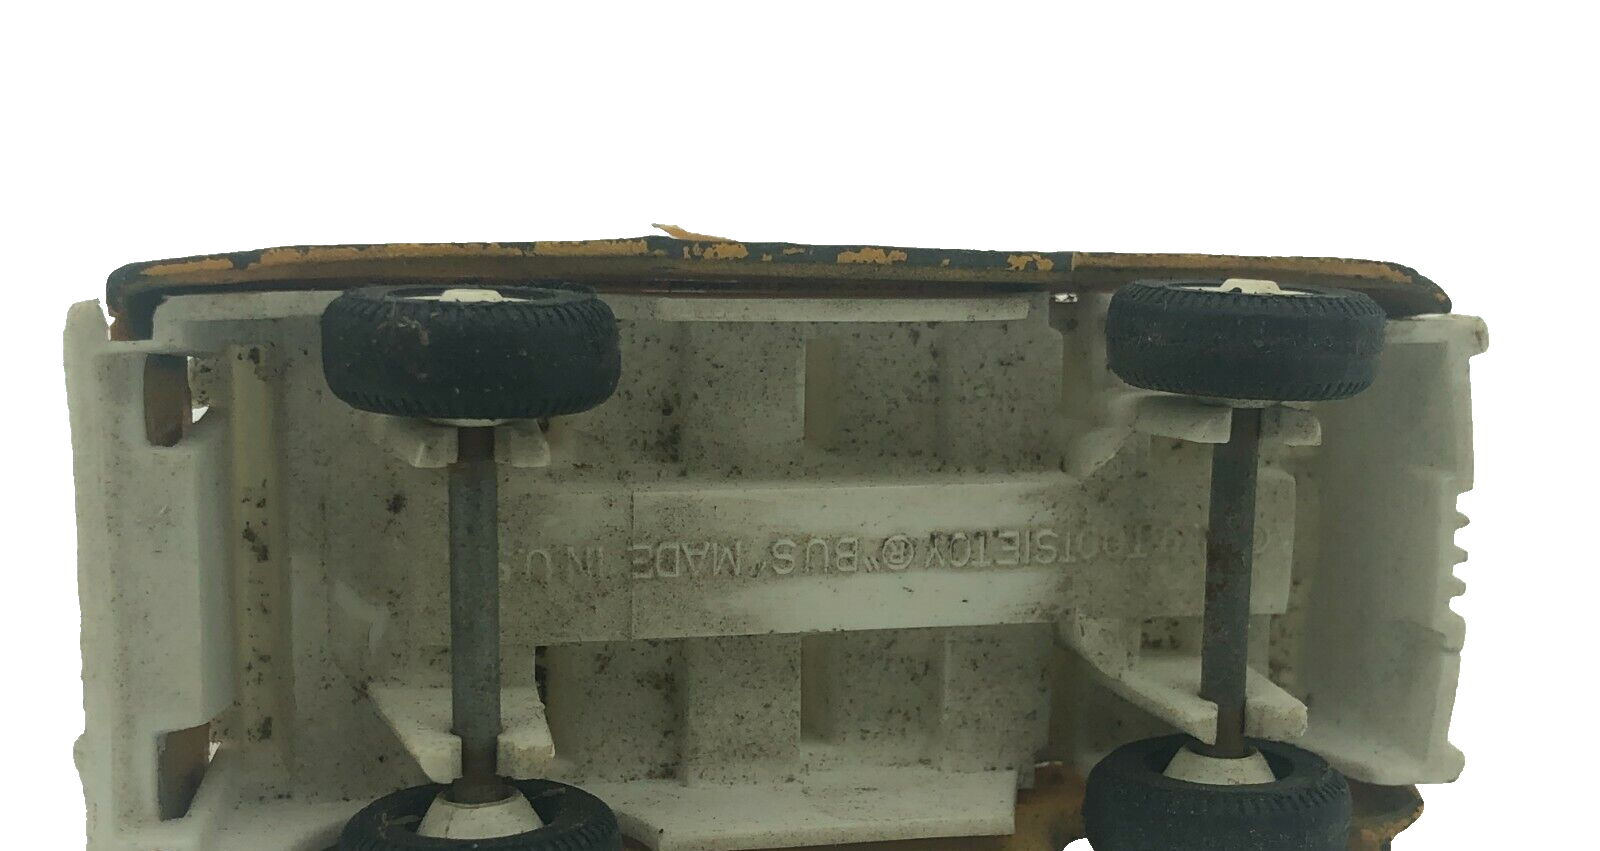 TOOTSIETOY ® "BUS" MADE IN U.S